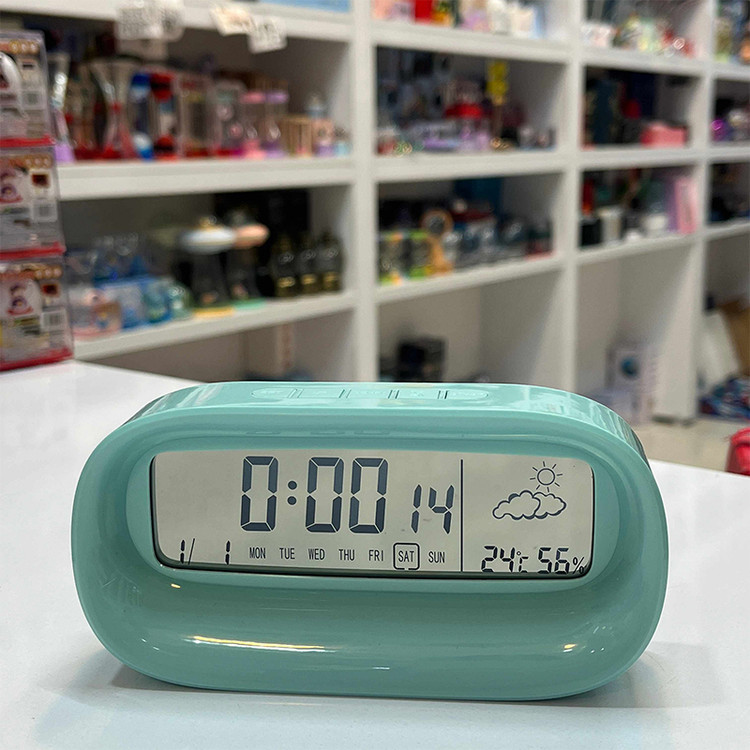 0:00 14
1/ 1 MON TUE WED THU FRI SAT SUN 24℃ 56%